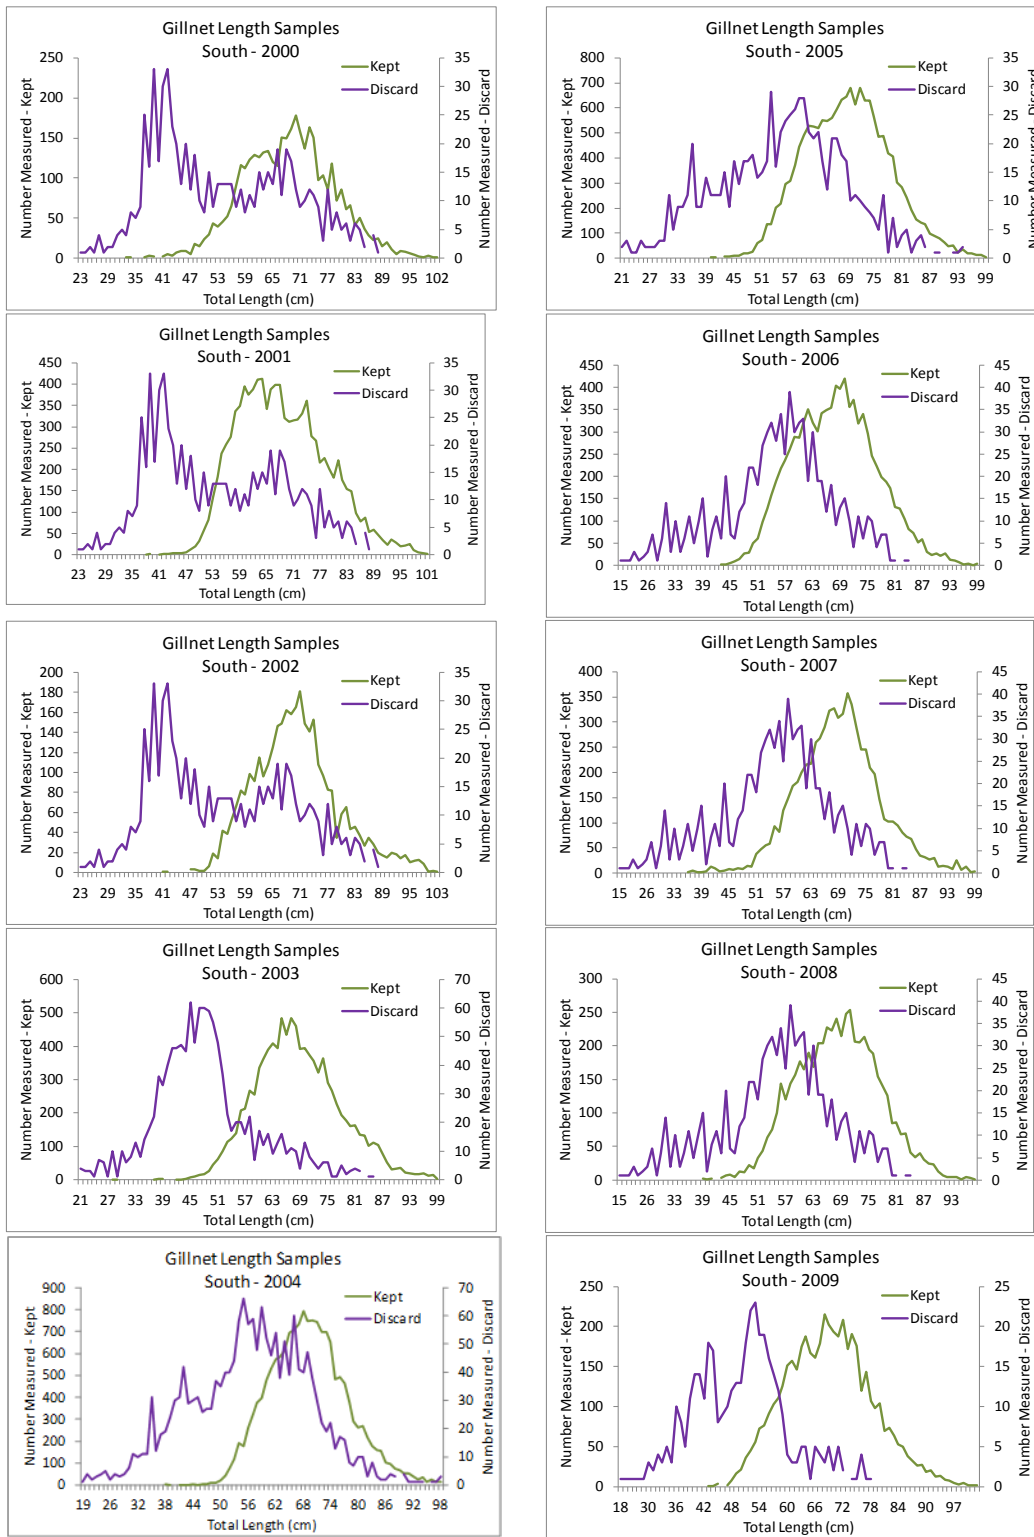 Gillnet Length Samples
South - 2000
Kept
Discard
Number Measured - Kept
Number Measured - Discard
250
200
150
100
50
0
35
30
25
20
15
10
5
0
23 29 35 41 47 53 59 65 71 77 83 89 95 102
Total Length (cm)
Gillnet Length Samples
South - 2005
Kept
Discard
Number Measured - Kept
Number Measured - Discard
800
700
600
500
400
300
200
100
0
35
30
25
20
15
10
5
0
21 27 33 39 45 51 57 63 69 75 81 87 93 99
Total Length (cm)
Gillnet Length Samples
South - 2001
Kept
Discard
Number Measured - Kept
Number Measured - Discard
450
400
350
300
250
200
150
100
50
0
35
30
25
20
15
10
5
0
23 29 35 41 47 53 59 65 71 77 83 89 95 101
Total Length (cm)
Gillnet Length Samples
South - 2006
Kept
Discard
Number Measured - Kept
Number Measured - Discard
450
400
350
300
250
200
150
100
50
0
45
40
35
30
25
20
15
10
5
0
15 26 33 39 45 51 57 63 69 75 81 87 93 99
Total Length (cm)
Gillnet Length Samples
South - 2002
Kept
Discard
Number Measured - Kept
Number Measured - Discard
200
180
160
140
120
100
80
60
40
20
0
35
30
25
20
15
10
5
0
23 29 35 41 47 53 59 65 71 77 83 89 95 103
Total Length (cm)
Gillnet Length Samples
South - 2007
Kept
Discard
Number Measured - Kept
Number Measured - Discard
400
350
300
250
200
150
100
50
0
45
40
35
30
25
20
15
10
5
0
15 26 33 39 45 51 57 63 69 75 81 87 93 99
Total Length (cm)
Gillnet Length Samples
South - 2003
Kept
Discard
Number Measured - Kept
Number Measured - Discard
600
500
400
300
200
100
0
70
60
50
40
30
20
10
0
21 27 33 39 45 51 57 63 69 75 81 87 93 99
Total Length (cm)
Gillnet Length Samples
South - 2008
Kept
Discard
Number Measured - Kept
Number Measured - Discard
300
250
200
150
100
50
0
45
40
35
30
25
20
15
10
5
0
15 26 33 39 45 51 57 63 69 75 81 87 93
Total Length (cm)
Gillnet Length Samples
South - 2004
Kept
Discard
Number Measured - Kept
Number Measured - Discard
900
800
700
600
500
400
300
200
100
0
70
60
50
40
30
20
10
0
19 26 32 38 44 50 56 62 68 74 80 86 92 98
Total Length (cm)
Gillnet Length Samples
South - 2009
Kept
Discard
Number Measured - Kept
Number Measured - Discard
250
200
150
100
50
0
25
20
15
10
5
0
18 30 36 42 48 54 60 66 72 78 84 90 97
Total Length (cm)